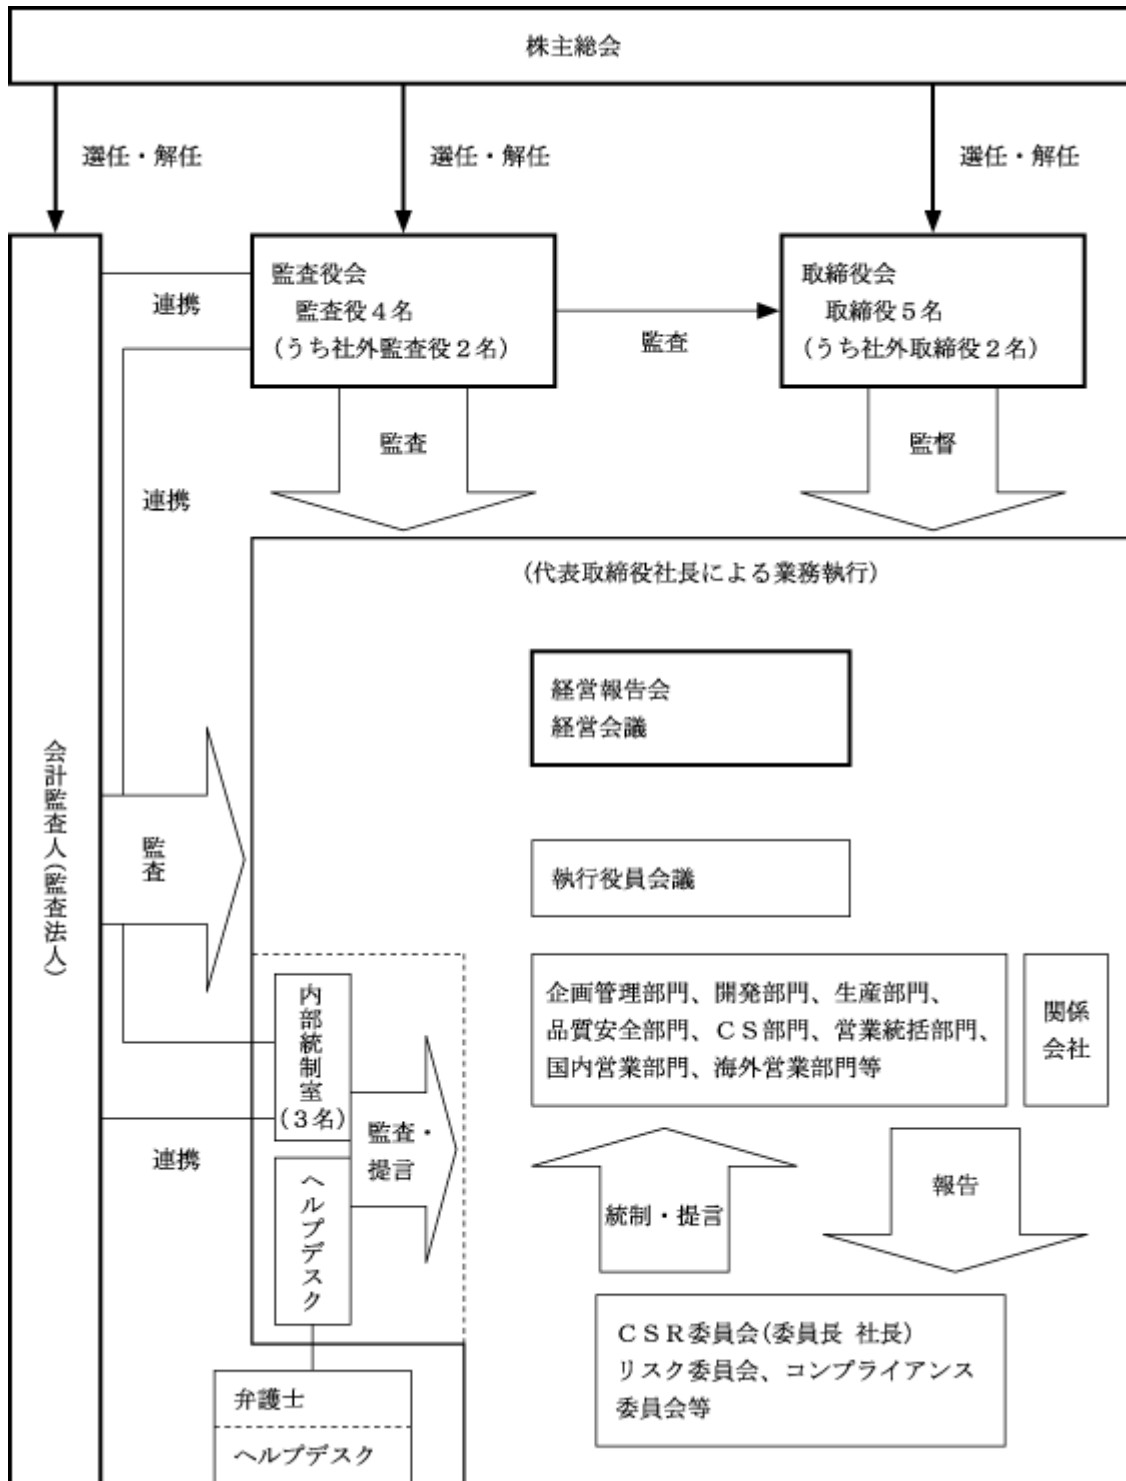 株主総会
選任・解任
選任・解任
選任・解任
監査役会
監査役４名
(うち社外監査役２名)
取締役会
取締役５名
(うち社外取締役２名)
連携
監査
監査
監督
連携
(代表取締役社長による業務執行)
経営報告会
経営会議
会計監査人(監査法人)
監査
執行役員会議
内部統制室
(３名)
企画管理部門、開発部門、生産部門、
品質安全部門、ＣＳ部門、営業統括部門、
国内営業部門、海外営業部門等
関係
会社
監査・
提言
連携
ヘルプデスク
統制・提言
報告
ＣＳＲ委員会(委員長 社長)
リスク委員会、コンプライアンス
委員会等
弁護士
ヘルプデスク